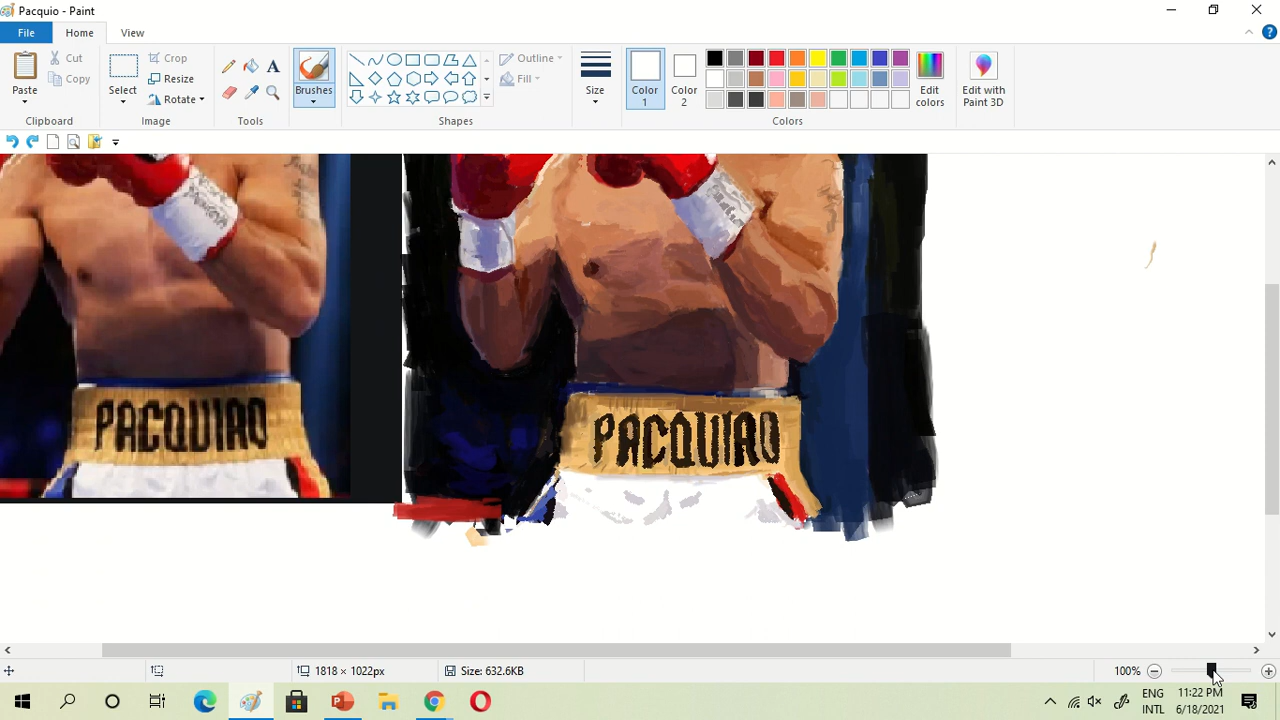 Pacquio - Paint
File Home View
Paste
Cut
Copy
Clipboard
Select
Crop
Resize
Rotate
Image
A
Tools
Brushes
Shapes
Outline
Fill
Size
Color 1
Color 2
Colors
Edit colors
Edit with Paint 3D
PACQUIAO
PACQUIAO
1818 × 1022px
Size: 632.6KB
100%
ENG
INTL
11:22 PM
6/18/2021